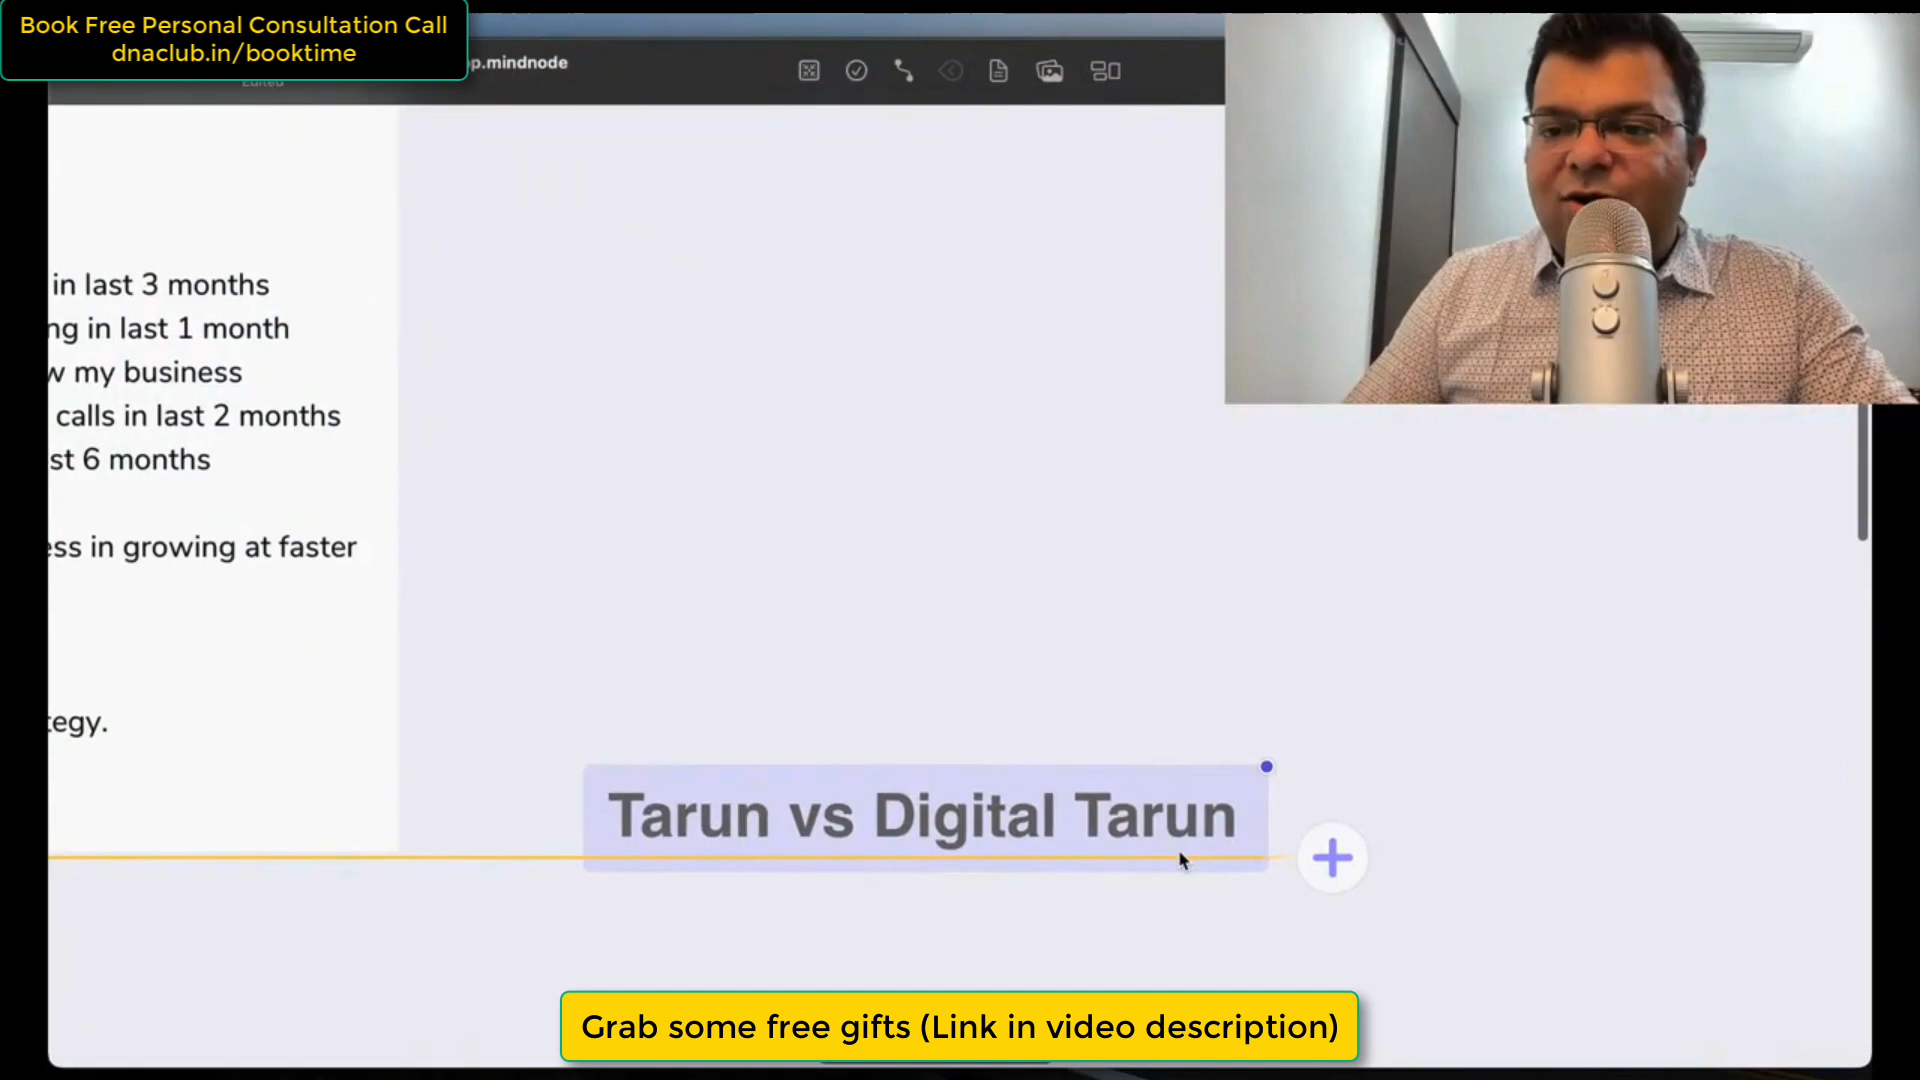 Book Free Personal Consultation Call
dnaclub.in/booktime
p.mindnode
Edited
in last 3 months
ng in last 1 month
w my business
calls in last 2 months
st 6 months
ess in growing at faster
tegy.
Tarun vs Digital Tarun
Grab some free gifts (Link in video description)